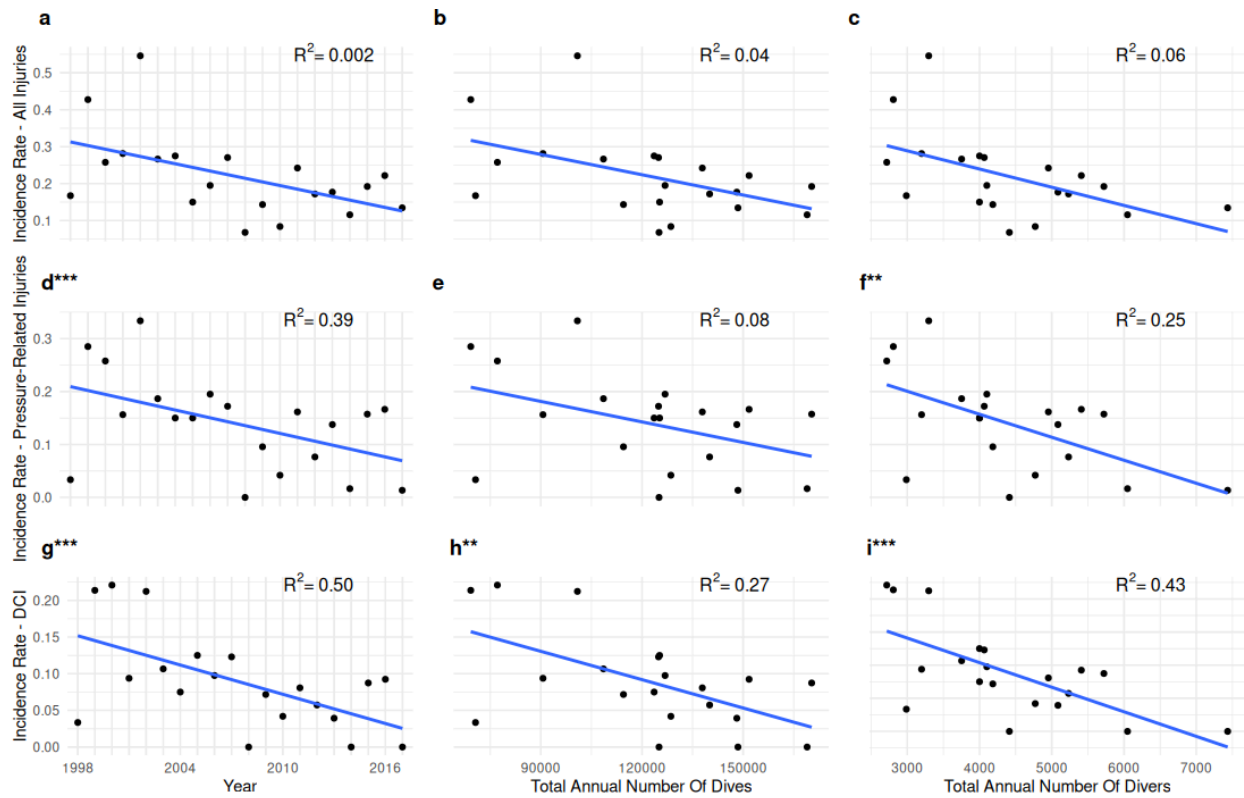 a
b
c
R²= 0.002
R²= 0.04
R²= 0.06
Incidence Rate - All Injuries
0.5
0.4
0.3
0.2
0.1
d***
e
f**
R²= 0.39
R²= 0.08
R²= 0.25
Incidence Rate - Pressure-Related Injuries
0.3
0.2
0.1
0.0
g***
h**
i***
R²= 0.50
R²= 0.27
R²= 0.43
Incidence Rate - DCI
0.20
0.15
0.10
0.05
0.00
1998 2004 2010 2016
90000 120000 150000
3000 4000 5000 6000 7000
Year
Total Annual Number Of Dives
Total Annual Number Of Divers